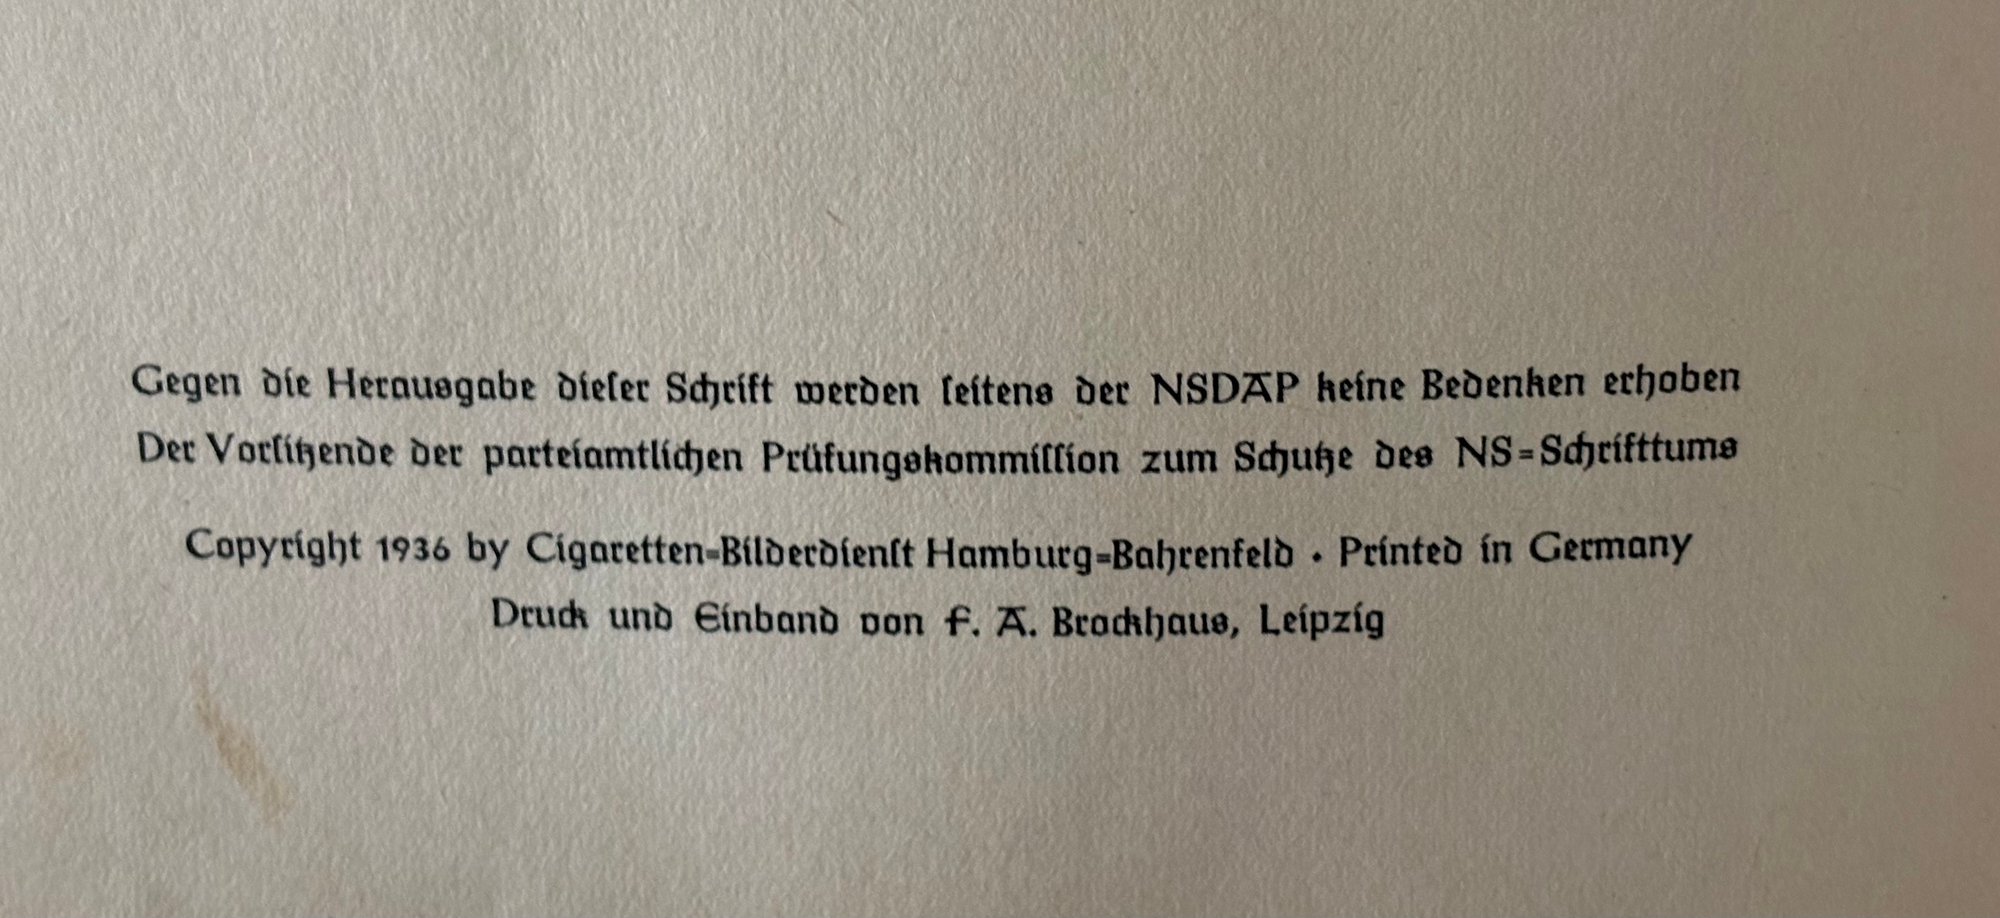 Gegen die Herausgabe dieſer Schrift werden ſeitens der NSDAP keine Bedenken erhoben
Der Vorſitzende der parteiamtlichen Prüfungskommiſſion zum Schutze des NS=Schrifttums
Copyright 1936 by Cigaretten=Bilderdienſt Hamburg=Bahrenfeld · Printed in Germany
Druck und Einband von F. A. Brockhaus, Leipzig